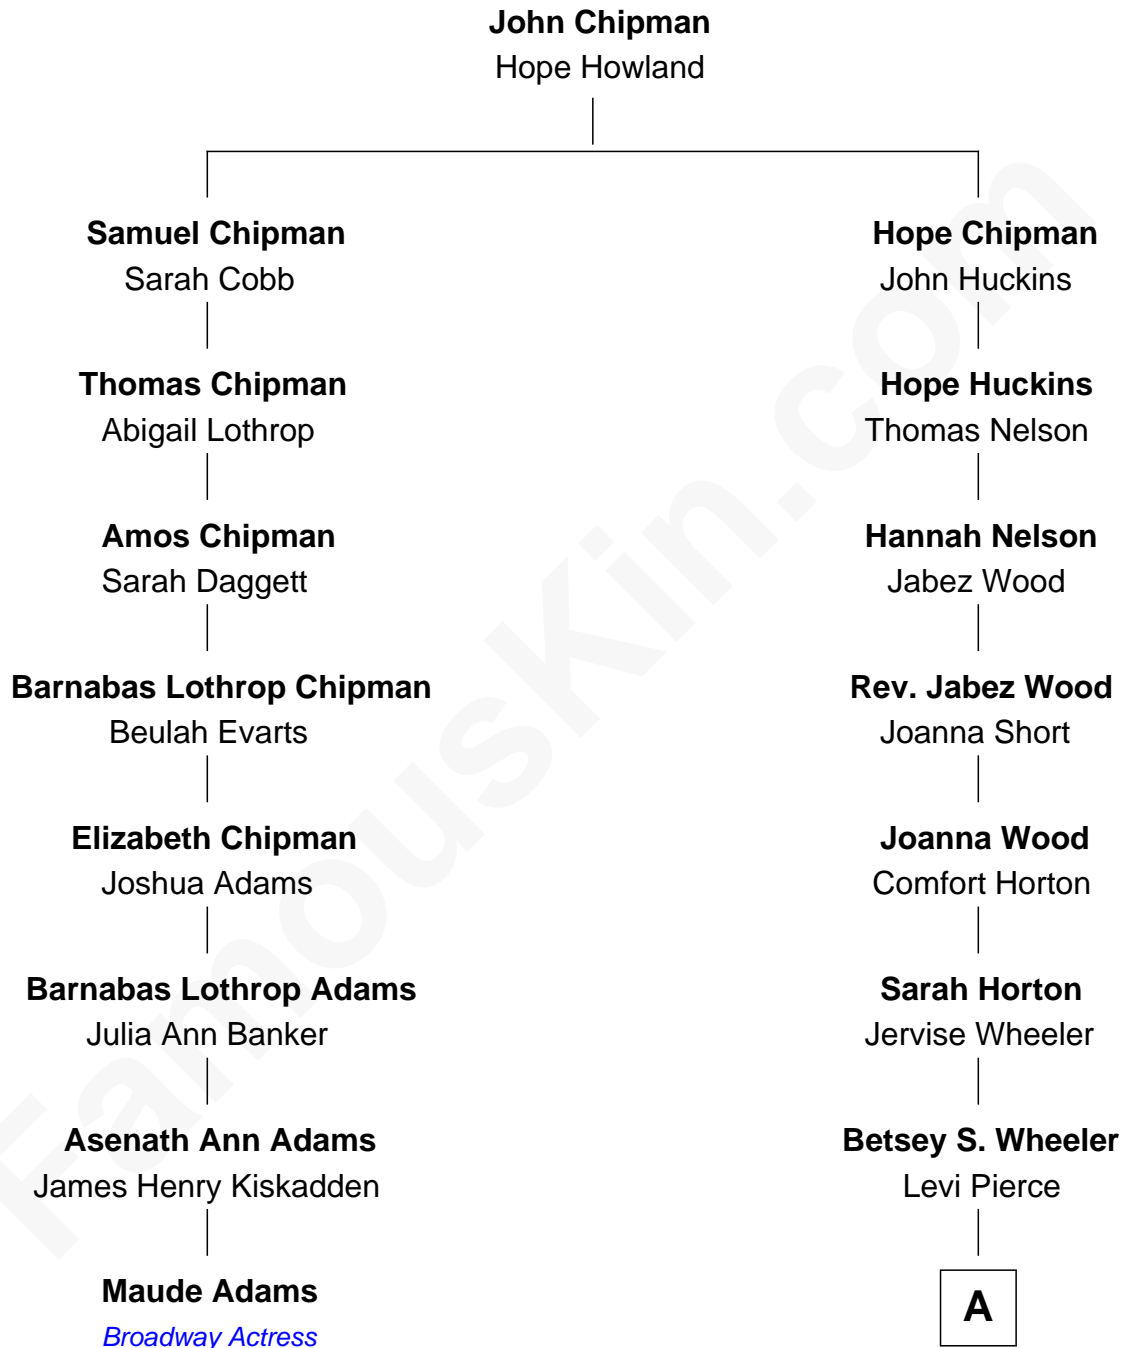 John Chipman
Hope Howland
Samuel Chipman
Sarah Cobb
Thomas Chipman
Abigail Lothrop
Amos Chipman
Sarah Daggett
Barnabas Lothrop Chipman
Beulah Evarts
Elizabeth Chipman
Joshua Adams
Barnabas Lothrop Adams
Julia Ann Banker
Asenath Ann Adams
James Henry Kiskadden
Maude Adams
Broadway Actress
Hope Chipman
John Huckins
Hope Huckins
Thomas Nelson
Hannah Nelson
Jabez Wood
Rev. Jabez Wood
Joanna Short
Joanna Wood
Comfort Horton
Sarah Horton
Jervise Wheeler
Betsey S. Wheeler
Levi Pierce
A
FamousKin.com